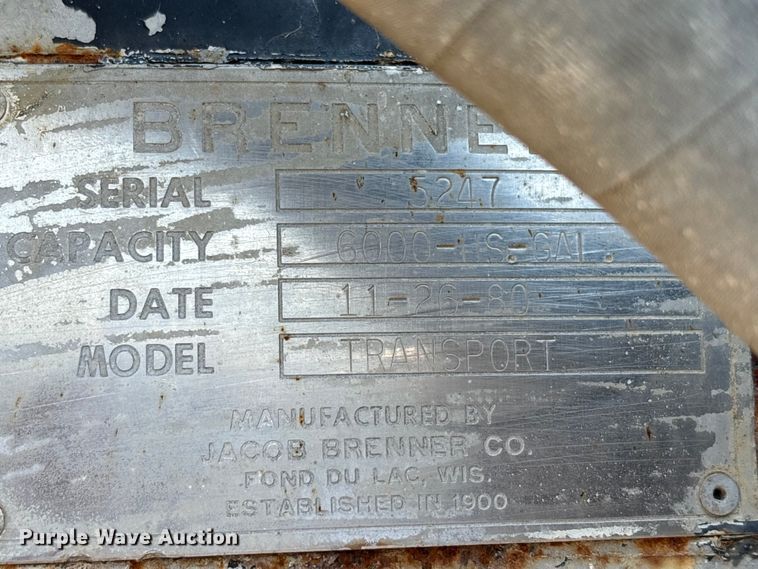 BRENNE
SERIAL 5247
CAPACITY 6000-US.GAL.
DATE 11-26-80
MODEL TRANSPORT
MANUFACTURED BY
JACOB BRENNER CO.
FOND DU LAC, WIS.
ESTABLISHED IN 1900
Purple Wave Auction